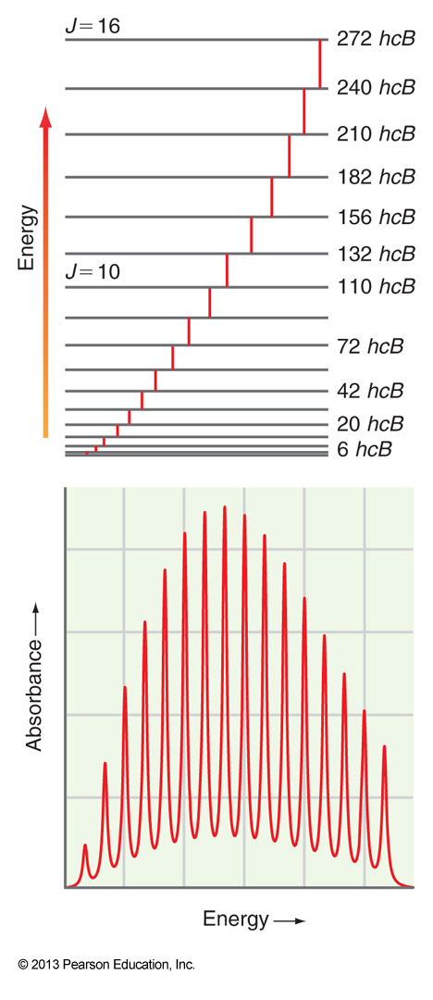 J = 16
272 hcB
240 hcB
210 hcB
182 hcB
156 hcB
132 hcB
J = 10
110 hcB
72 hcB
42 hcB
20 hcB
6 hcB
Energy
Absorbance
Energy
© 2013 Pearson Education, Inc.